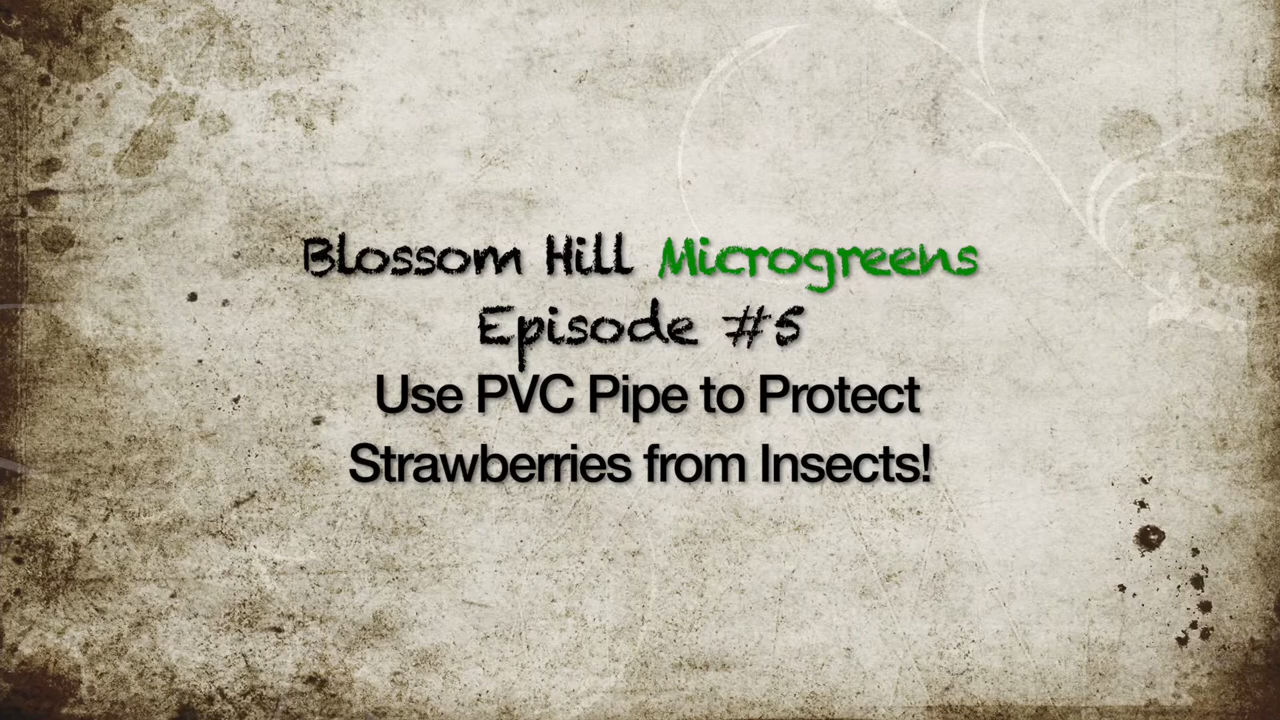 Blossom Hill Microgreens
Episode #5
Use PVC Pipe to Protect
Strawberries from Insects!